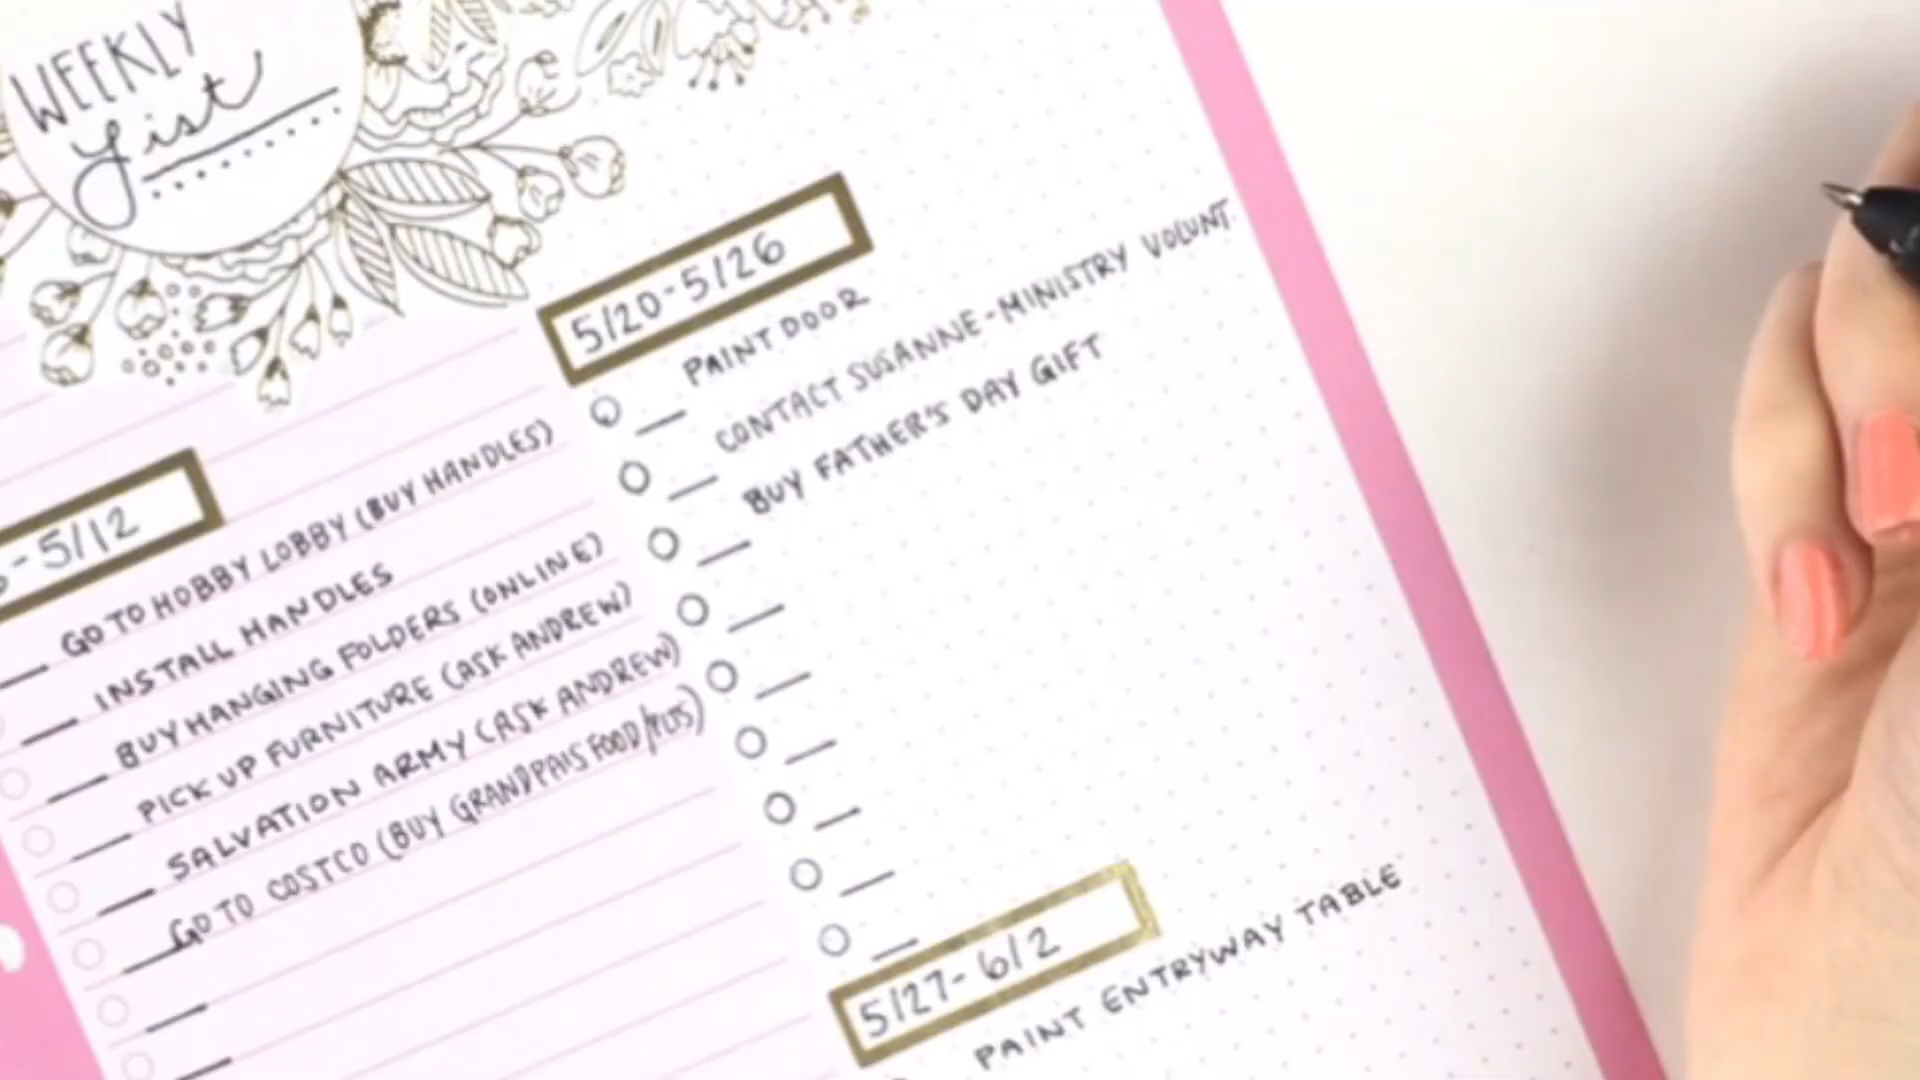 WEEKLY
List
-5/12
GO TO HOBBY LOBBY (BUY HANDLES)
INSTALL HANDLES
BUY HANGING FOLDERS (ONLINE)
PICK UP FURNITURE (ASK ANDREW)
SALVATION ARMY (ASK ANDREW)
GO TO COSTCO (BUY GRANDPAIS FOOD/PLTS)
5/20-5/26
PAINT DOOR
CONTACT SUSANNE-MINISTRY VOLUNT.
BUY FATHER'S DAY GIFT
5/27-6/2
PAINT ENTRYWAY TABLE